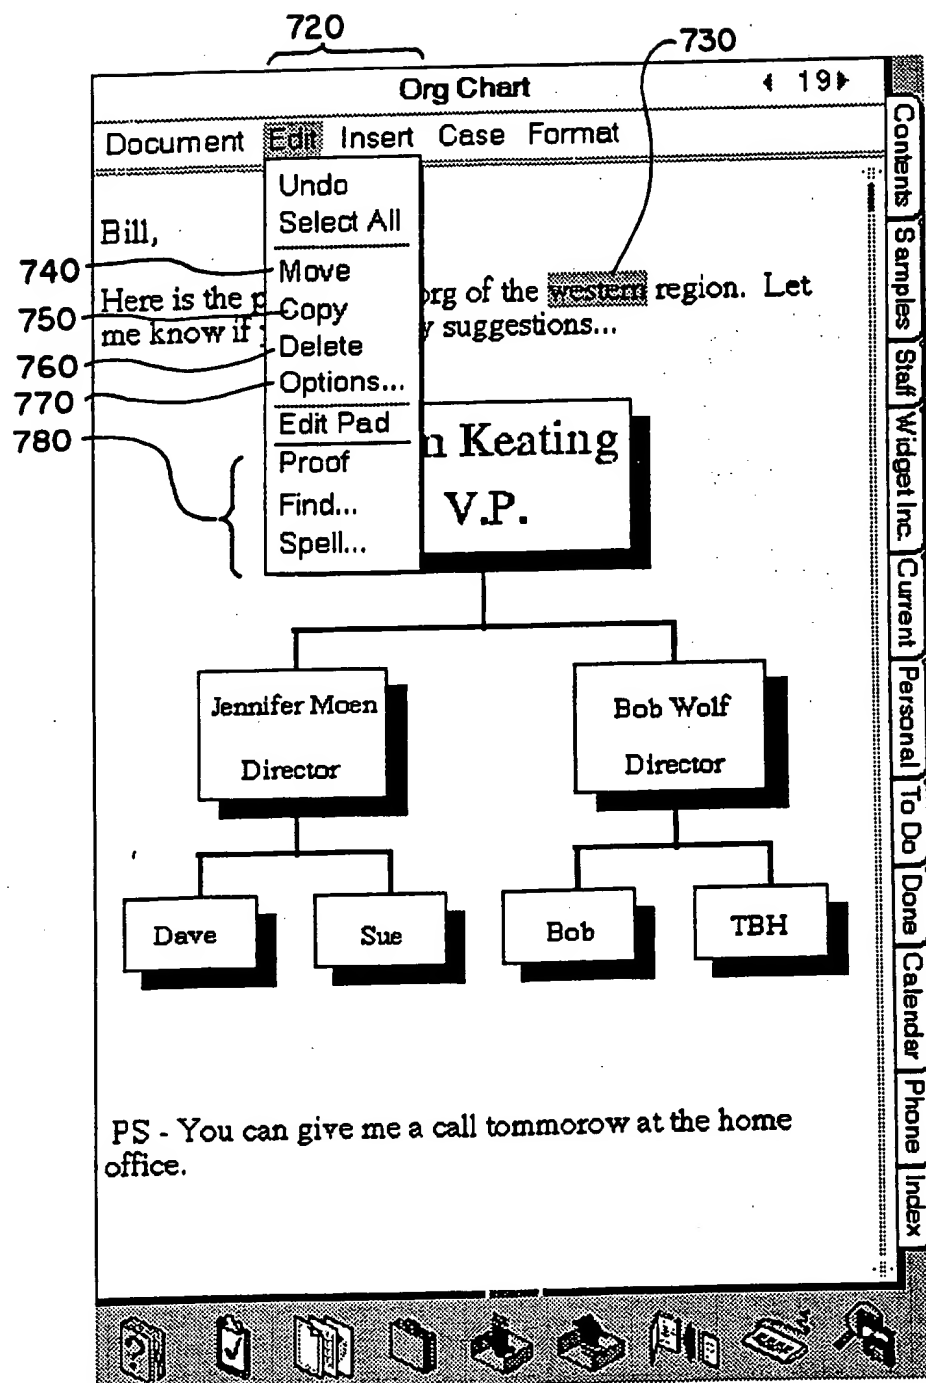 720
730
Org Chart
19
Document Edit Insert Case Format
Undo
Select All
Bill,
740
Move
Here is the p org of the western region. Let
750
Copy
me know if y suggestions...
760
Delete
770
Options...
780
Edit Pad
Proof
n Keating
Find...
V.P.
Spell...
Jennifer Moen
Director
Bob Wolf
Director
Dave
Sue
Bob
TBH
PS - You can give me a call tommorow at the home
office.
Contents
Samples
Staff
Widget Inc.
Current
Personal
To Do
Done
Calendar
Phone
Index
?